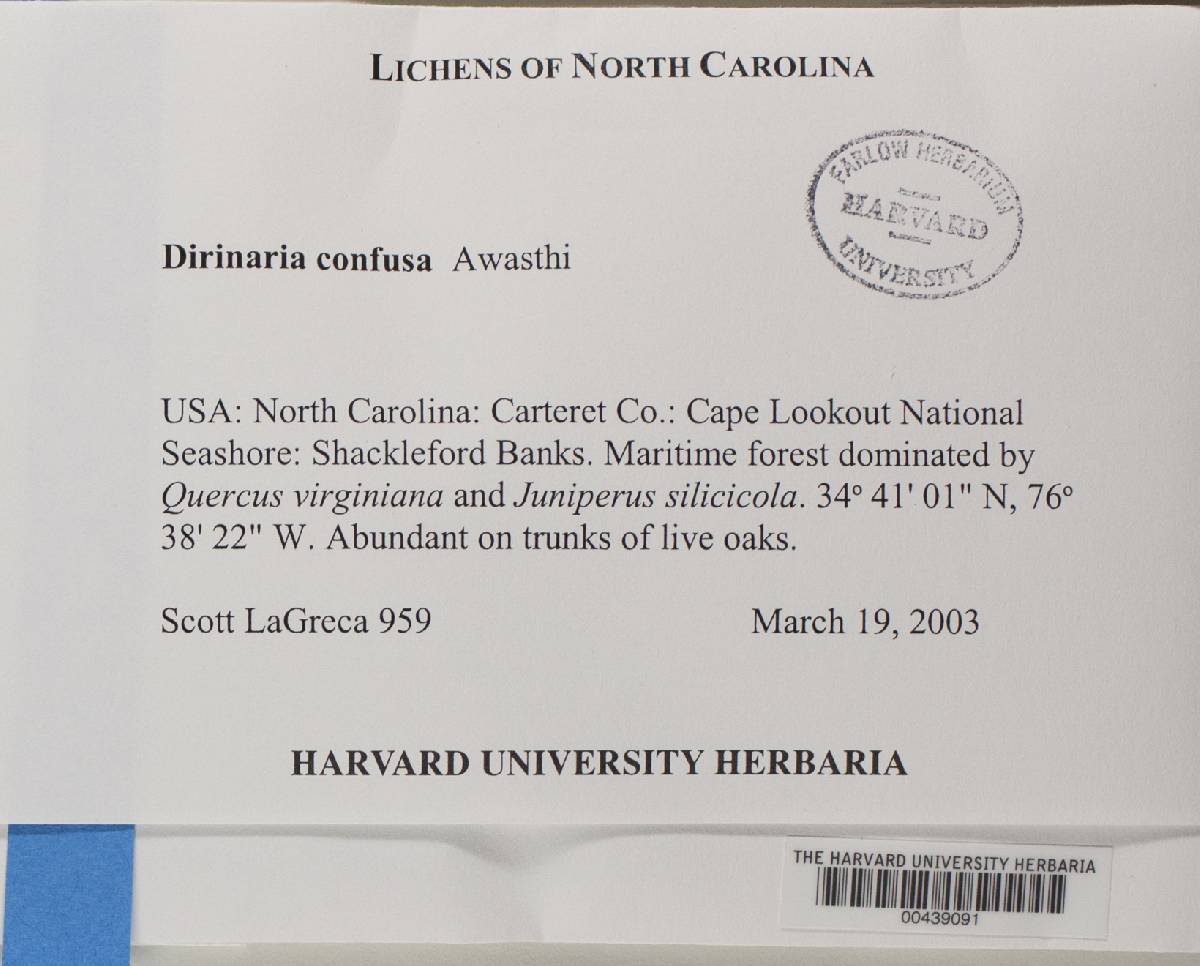 LICHENS OF NORTH CAROLINA
FARLOW HERBARIUM
HARVARD
UNIVERSITY
Dirinaria confusa Awasthi
USA: North Carolina: Carteret Co.: Cape Lookout National
Seashore: Shackleford Banks. Maritime forest dominated by
Quercus virginiana and Juniperus silicicola. 34º 41' 01" N, 76º
38' 22" W. Abundant on trunks of live oaks.
Scott LaGreca 959 March 19, 2003
HARVARD UNIVERSITY HERBARIA
THE HARVARD UNIVERSITY HERBARIA
00439091